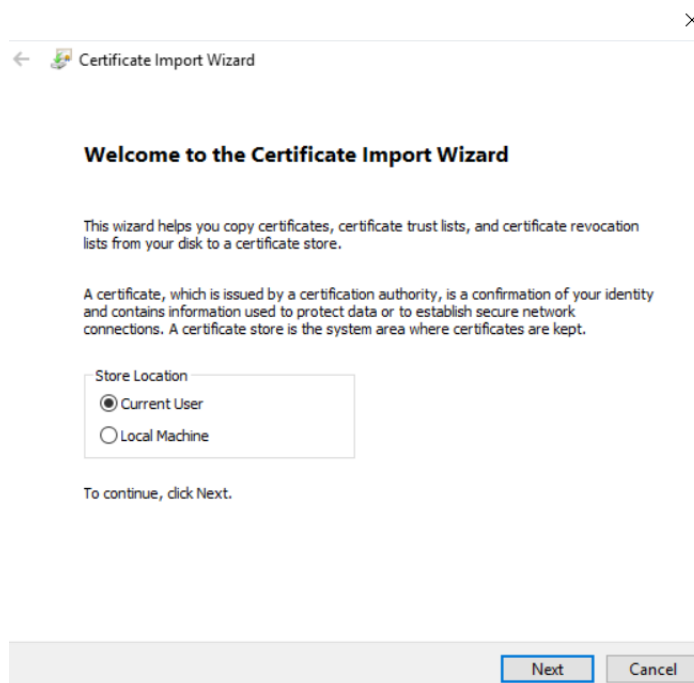 Certificate Import Wizard
Welcome to the Certificate Import Wizard
This wizard helps you copy certificates, certificate trust lists, and certificate revocation
lists from your disk to a certificate store.
A certificate, which is issued by a certification authority, is a confirmation of your identity
and contains information used to protect data or to establish secure network
connections. A certificate store is the system area where certificates are kept.
Store Location
Current User
Local Machine
To continue, click Next.
Next Cancel